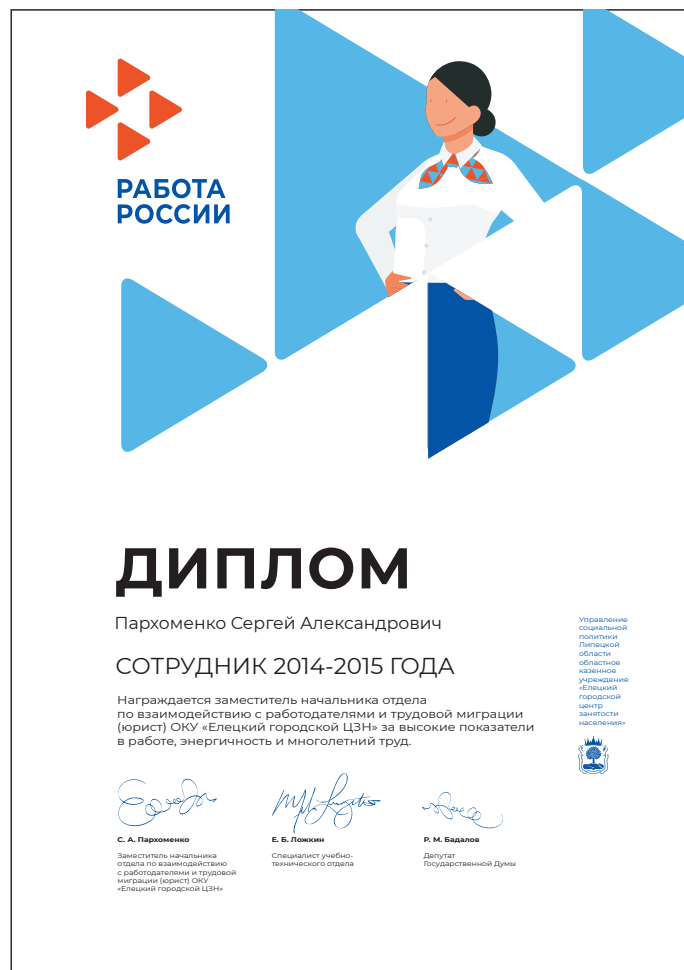 РАБОТА
РОССИИ
ДИПЛОМ
Пархоменко Сергей Александрович
СОТРУДНИК 2014-2015 ГОДА
Награждается заместитель начальника отдела
по взаимодействию с работодателями и трудовой миграции
(юрист) ОКУ «Елецкий городской ЦЗН» за высокие показатели
в работе, энергичность и многолетний труд.
Управление
социальной
политики
Липецкой
области
областное
казенное
учреждение
«Елецкий
городской
центр
занятости
населения»
С. А. Пархоменко
Заместитель начальника
отдела по взаимодействию
с работодателями и трудовой
миграции (юрист) ОКУ
«Елецкий городской ЦЗН»
Е. Б. Ложкин
Специалист учебно-
технического отдела
Р. М. Бадалов
Депутат
Государственной Думы